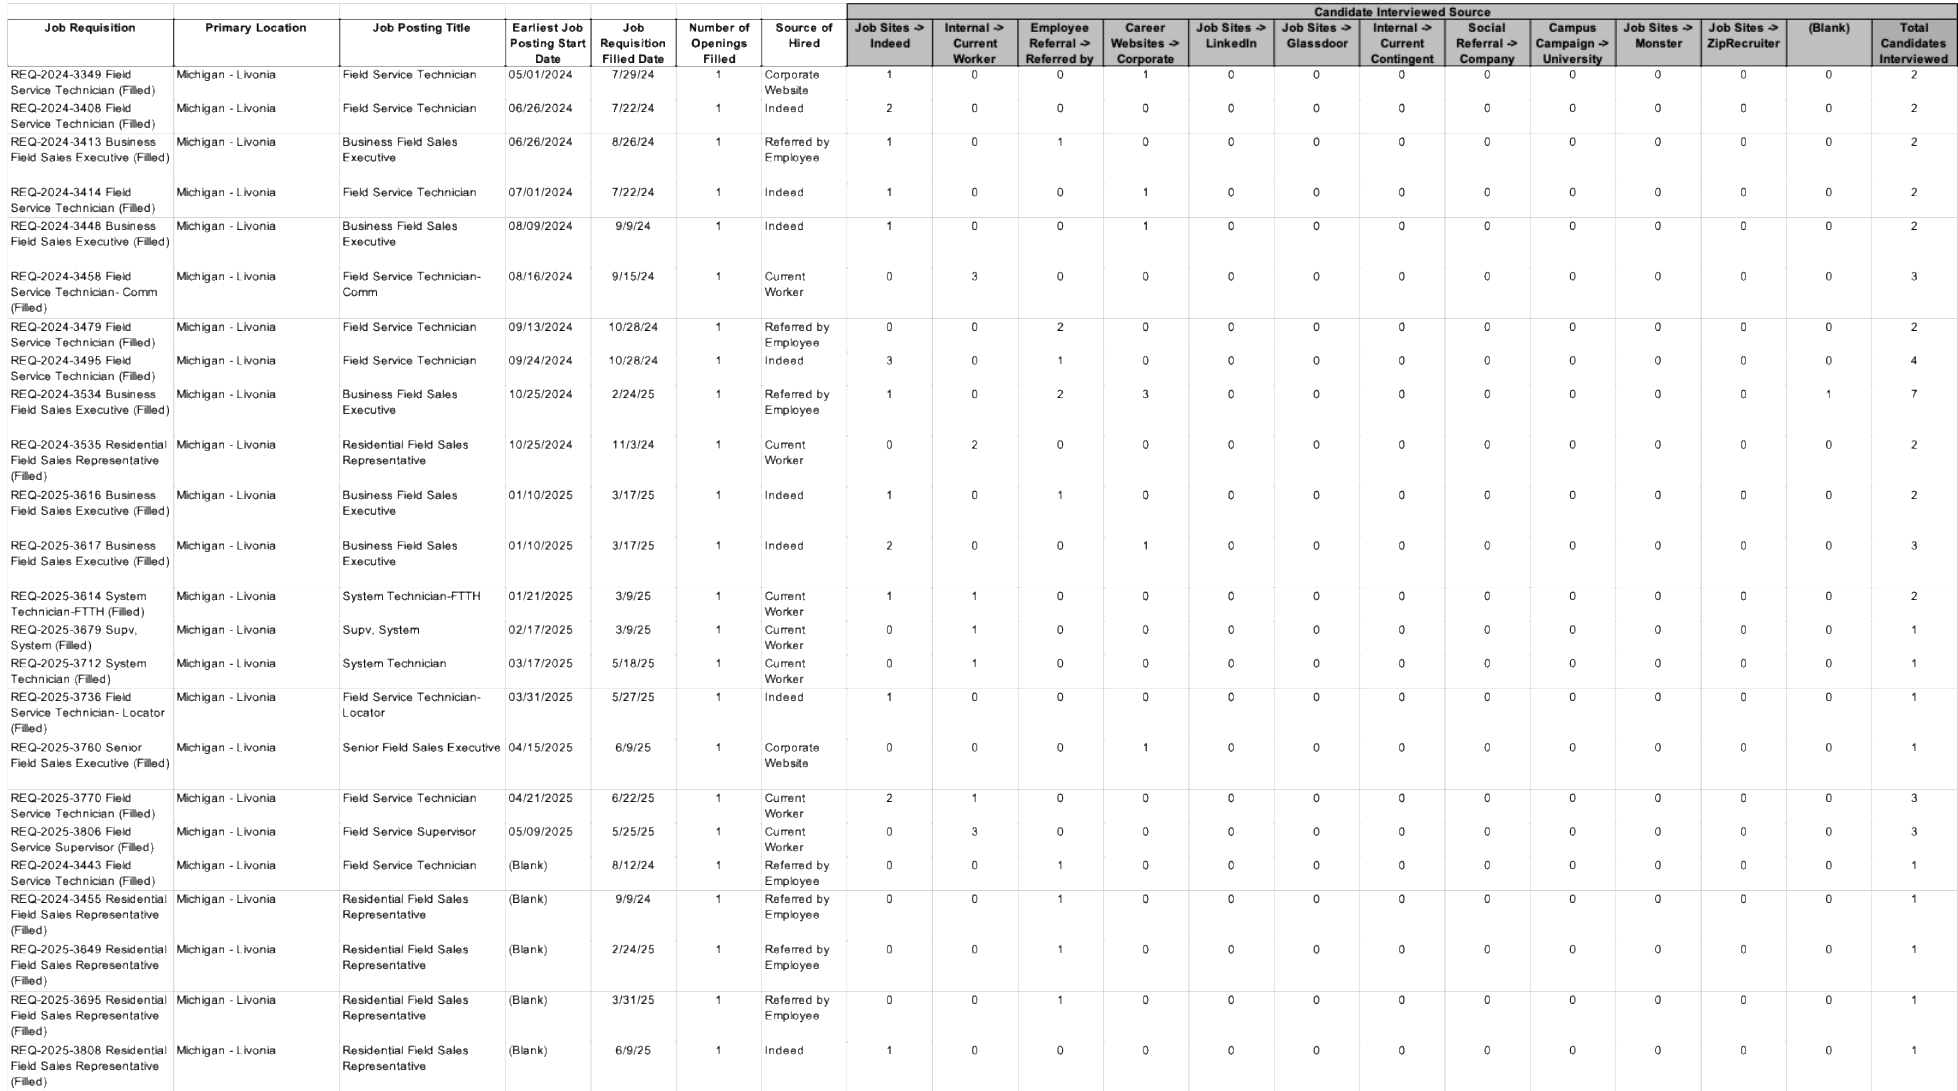 Candidate Interviewed Source
Job Requisition Primary Location Job Posting Title Earliest Job Posting Start Date Job Requisition Filled Date Number of Openings Filled Source of Hired Job Sites -> Indeed Internal -> Current Worker Employee Referral -> Referred by Career Websites -> Corporate Job Sites -> LinkedIn Job Sites -> Glassdoor Internal -> Current Contingent Social Referral -> Company Campus Campaign -> University Job Sites -> Monster Job Sites -> ZipRecruiter (Blank) Total Candidates Interviewed
REQ-2024-3349 Field Service Technician (Filled) Michigan - Livonia Field Service Technician 05/01/2024 7/29/24 1 Corporate Website 1 0 0 1 0 0 0 0 0 0 0 0 2
REQ-2024-3408 Field Service Technician (Filled) Michigan - Livonia Field Service Technician 06/26/2024 7/22/24 1 Indeed 2 0 0 0 0 0 0 0 0 0 0 0 2
REQ-2024-3413 Business Field Sales Executive (Filled) Michigan - Livonia Business Field Sales Executive 06/26/2024 8/26/24 1 Referred by Employee 1 0 1 0 0 0 0 0 0 0 0 0 2
REQ-2024-3414 Field Service Technician (Filled) Michigan - Livonia Field Service Technician 07/01/2024 7/22/24 1 Indeed 1 0 0 1 0 0 0 0 0 0 0 0 2
REQ-2024-3448 Business Field Sales Executive (Filled) Michigan - Livonia Business Field Sales Executive 08/09/2024 9/9/24 1 Indeed 1 0 0 1 0 0 0 0 0 0 0 0 2
REQ-2024-3458 Field Service Technician- Comm (Filled) Michigan - Livonia Field Service Technician- Comm 08/16/2024 9/15/24 1 Current Worker 0 3 0 0 0 0 0 0 0 0 0 0 3
REQ-2024-3479 Field Service Technician (Filled) Michigan - Livonia Field Service Technician 09/13/2024 10/28/24 1 Referred by Employee 0 0 2 0 0 0 0 0 0 0 0 0 2
REQ-2024-3495 Field Service Technician (Filled) Michigan - Livonia Field Service Technician 09/24/2024 10/28/24 1 Indeed 3 0 1 0 0 0 0 0 0 0 0 0 4
REQ-2024-3534 Business Field Sales Executive (Filled) Michigan - Livonia Business Field Sales Executive 10/25/2024 2/24/25 1 Referred by Employee 1 0 2 3 0 0 0 0 0 0 0 1 7
REQ-2024-3535 Residential Field Sales Representative (Filled) Michigan - Livonia Residential Field Sales Representative 10/25/2024 11/3/24 1 Current Worker 0 2 0 0 0 0 0 0 0 0 0 0 2
REQ-2025-3616 Business Field Sales Executive (Filled) Michigan - Livonia Business Field Sales Executive 01/10/2025 3/17/25 1 Indeed 1 0 1 0 0 0 0 0 0 0 0 0 2
REQ-2025-3617 Business Field Sales Executive (Filled) Michigan - Livonia Business Field Sales Executive 01/10/2025 3/17/25 1 Indeed 2 0 0 1 0 0 0 0 0 0 0 0 3
REQ-2025-3614 System Technician-FTTH (Filled) Michigan - Livonia System Technician-FTTH 01/21/2025 3/9/25 1 Current Worker 1 1 0 0 0 0 0 0 0 0 0 0 2
REQ-2025-3679 Supv, System (Filled) Michigan - Livonia Supv, System 02/17/2025 3/9/25 1 Current Worker 0 1 0 0 0 0 0 0 0 0 0 0 1
REQ-2025-3712 System Technician (Filled) Michigan - Livonia System Technician 03/17/2025 5/18/25 1 Current Worker 0 1 0 0 0 0 0 0 0 0 0 0 1
REQ-2025-3736 Field Service Technician- Locator (Filled) Michigan - Livonia Field Service Technician- Locator 03/31/2025 5/27/25 1 Indeed 1 0 0 0 0 0 0 0 0 0 0 0 1
REQ-2025-3760 Senior Field Sales Executive (Filled) Michigan - Livonia Senior Field Sales Executive 04/15/2025 6/9/25 1 Corporate Website 0 0 0 1 0 0 0 0 0 0 0 0 1
REQ-2025-3770 Field Service Technician (Filled) Michigan - Livonia Field Service Technician 04/21/2025 6/22/25 1 Current Worker 2 1 0 0 0 0 0 0 0 0 0 0 3
REQ-2025-3806 Field Service Supervisor (Filled) Michigan - Livonia Field Service Supervisor 05/09/2025 5/25/25 1 Current Worker 0 3 0 0 0 0 0 0 0 0 0 0 3
REQ-2024-3443 Field Service Technician (Filled) Michigan - Livonia Field Service Technician (Blank) 8/12/24 1 Referred by Employee 0 0 1 0 0 0 0 0 0 0 0 0 1
REQ-2024-3455 Residential Field Sales Representative (Filled) Michigan - Livonia Residential Field Sales Representative (Blank) 9/9/24 1 Referred by Employee 0 0 1 0 0 0 0 0 0 0 0 0 1
REQ-2025-3649 Residential Field Sales Representative (Filled) Michigan - Livonia Residential Field Sales Representative (Blank) 2/24/25 1 Referred by Employee 0 0 1 0 0 0 0 0 0 0 0 0 1
REQ-2025-3695 Residential Field Sales Representative (Filled) Michigan - Livonia Residential Field Sales Representative (Blank) 3/31/25 1 Referred by Employee 0 0 1 0 0 0 0 0 0 0 0 0 1
REQ-2025-3808 Residential Field Sales Representative (Filled) Michigan - Livonia Residential Field Sales Representative (Blank) 6/9/25 1 Indeed 1 0 0 0 0 0 0 0 0 0 0 0 1